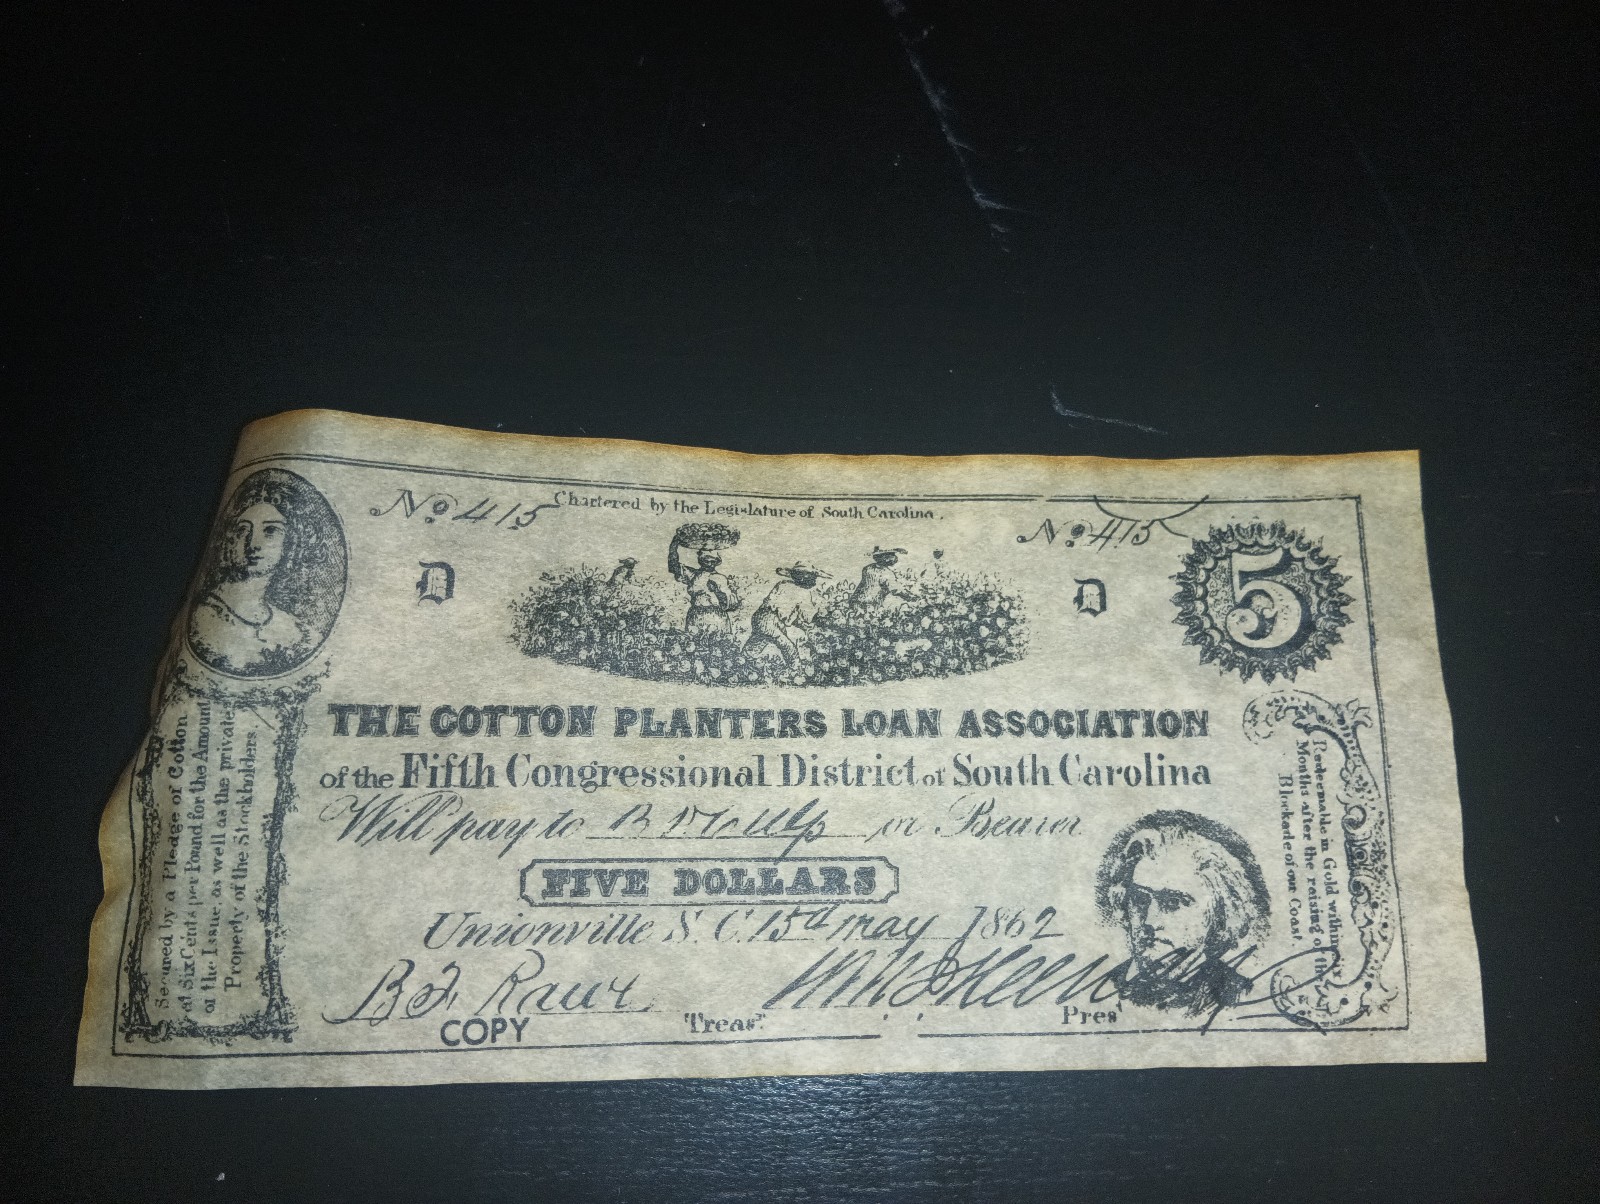 Secured by a Pledge of Cotton
at Six Cents per Pound for the Amount
of the Issue, as well as the private
Property of the Stockholders
No 415
Chartered by the Legislature of South Carolina.
No 415
D
D
5
THE COTTON PLANTERS LOAN ASSOCIATION
of the Fifth Congressional District of South Carolina
Will pay to B or Bearer
FIVE DOLLARS
Unionville S. C. 15d may 1862
B F
Treas.
Pres
COPY
Redeemable in Gold within
Months after the raising of the
Blockade of our Coast